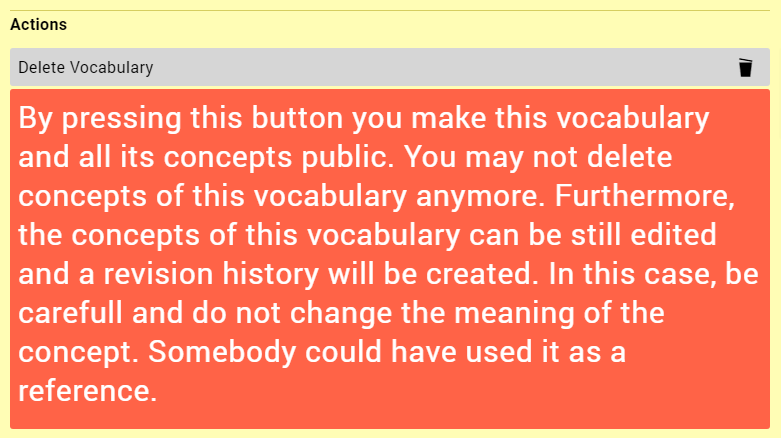 Actions
Delete Vocabulary
By pressing this button you make this vocabulary
and all its concepts public. You may not delete
concepts of this vocabulary anymore. Furthermore,
the concepts of this vocabulary can be still edited
and a revision history will be created. In this case, be
carefull and do not change the meaning of the
concept. Somebody could have used it as a
reference.